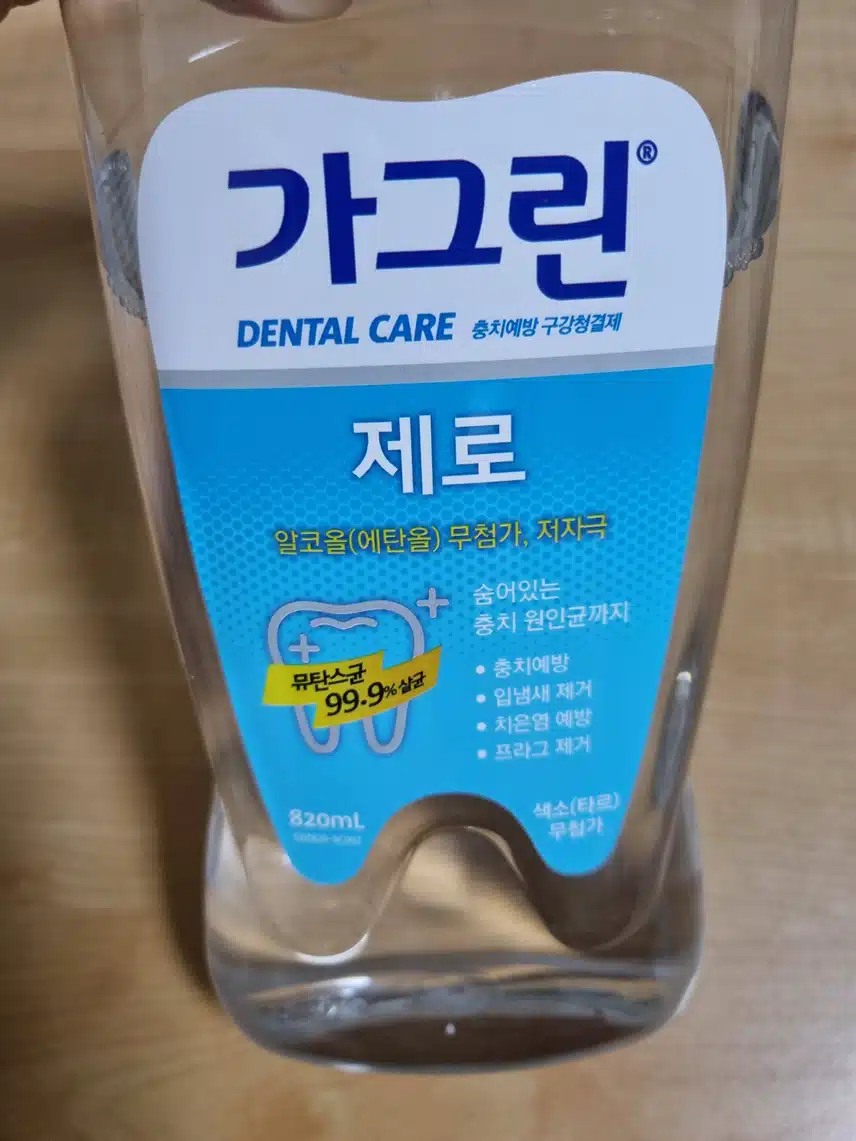 가그린®
DENTAL CARE 충치예방 구강청결제
제로
알코올(에탄올) 무첨가, 저자극
숨어있는
충치 원인균까지
뮤탄스균
99.9% 살균
• 충치예방
• 입냄새 제거
• 치은염 예방
• 프라그 제거
820mL
색소(타르)
무첨가